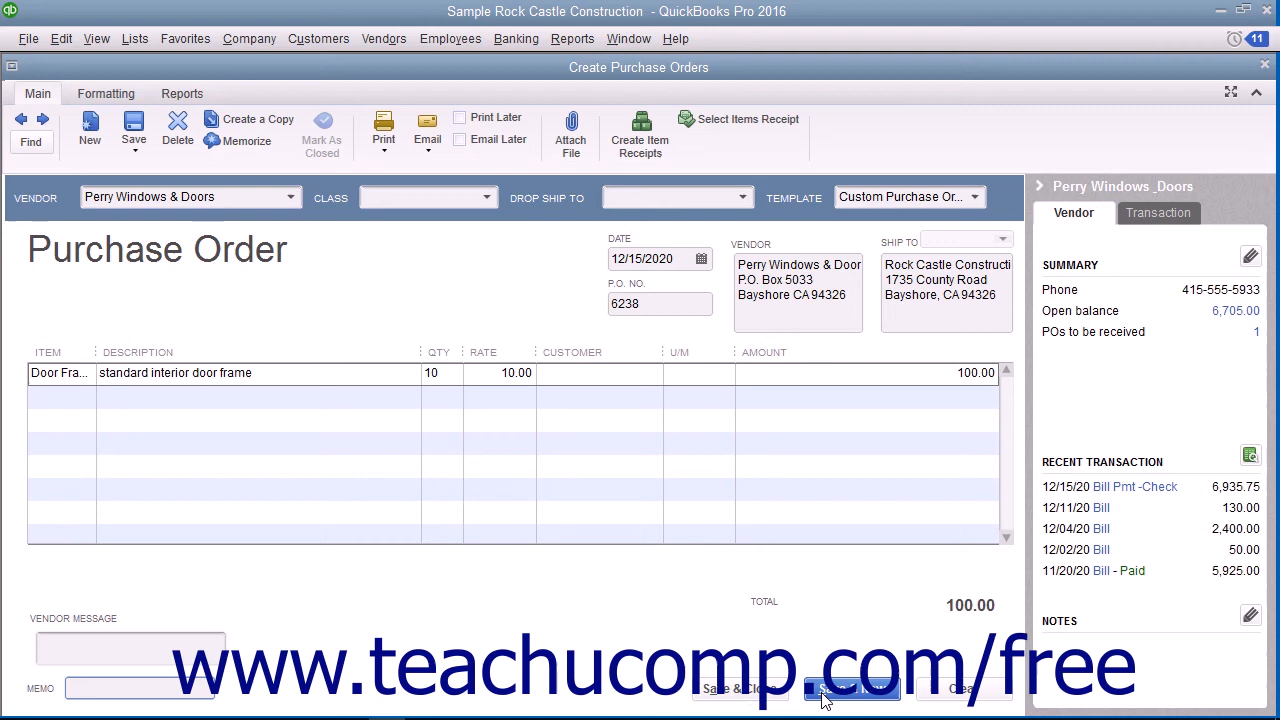 Sample Rock Castle Construction - QuickBooks Pro 2016
File Edit View Lists Favorites Company Customers Vendors Employees Banking Reports Window Help 11
Create Purchase Orders
Main Formatting Reports
Find New Save Delete Create a Copy Memorize Mark As Closed Print Email Print Later Email Later Attach File Create Item Receipts Select Items Receipt
VENDOR Perry Windows & Doors CLASS DROP SHIP TO TEMPLATE Custom Purchase Or...
Purchase Order
DATE
12/15/2020
P.O. NO.
6238
VENDOR
Perry Windows & Door
P.O. Box 5033
Bayshore CA 94326
SHIP TO
Rock Castle Constructi
1735 County Road
Bayshore, CA 94326
ITEM DESCRIPTION QTY RATE CUSTOMER U/M AMOUNT
Door Fra... standard interior door frame 10 10.00 100.00
TOTAL 100.00
VENDOR MESSAGE
MEMO
Clear
Perry Windows _Doors
Vendor Transaction
SUMMARY
Phone 415-555-5933
Open balance 6,705.00
POs to be received 1
RECENT TRANSACTION
12/15/20 Bill Pmt -Check 6,935.75
12/11/20 Bill 130.00
12/04/20 Bill 2,400.00
12/02/20 Bill 50.00
11/20/20 Bill - Paid 5,925.00
NOTES
www.teachucomp.com/free